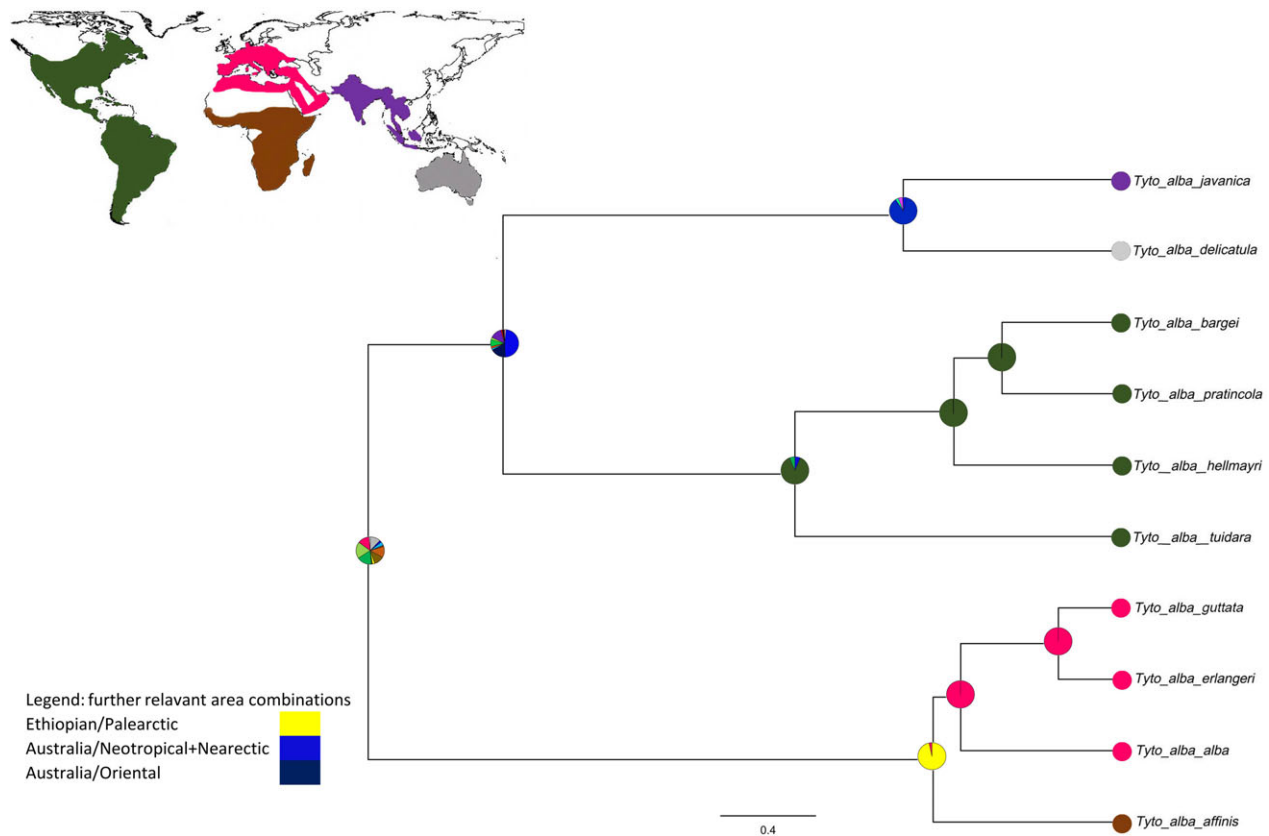 Tyto_alba_javanica
Tyto_alba_delicatula
Tyto_alba_bargei
Tyto_alba_pratincola
Tyto_alba_hellmayri
Tyto_alba_tuidara
Tyto_alba_guttata
Tyto_alba_erlangeri
Tyto_alba_alba
Tyto_alba_affinis
Legend: further relavant area combinations
Ethiopian/Palearctic
Australia/Neotropical+Nearectic
Australia/Oriental
0.4